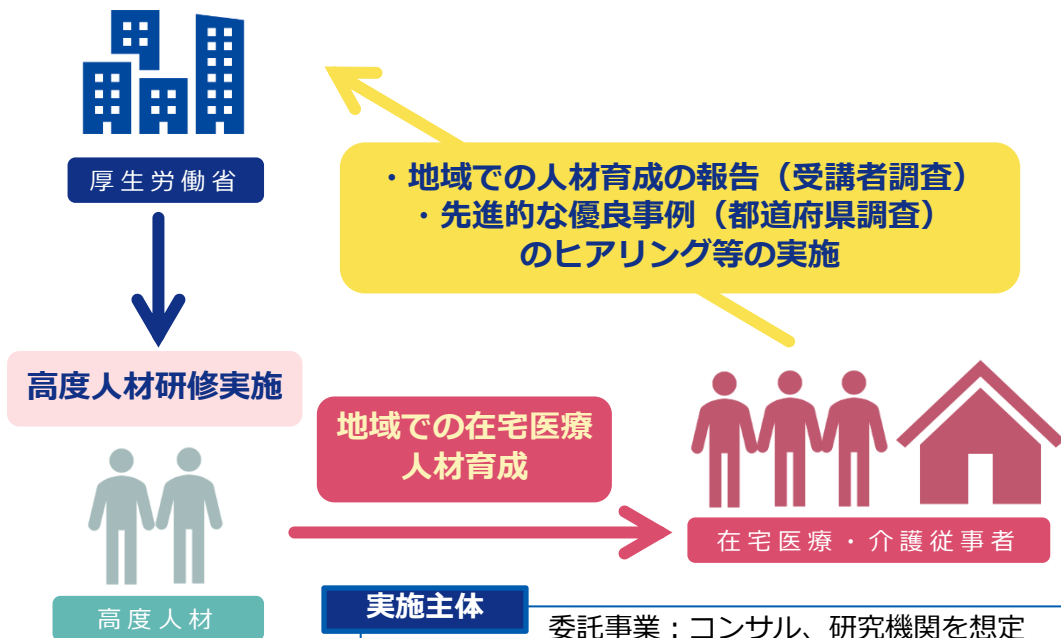 厚生労働省
・地域での人材育成の報告（受講者調査）
・先進的な優良事例（都道府県調査）
のヒアリング等の実施
高度人材研修実施
地域での在宅医療
人材育成
在宅医療・介護従事者
高度人材
実施主体
委託事業：コンサル、研究機関を想定